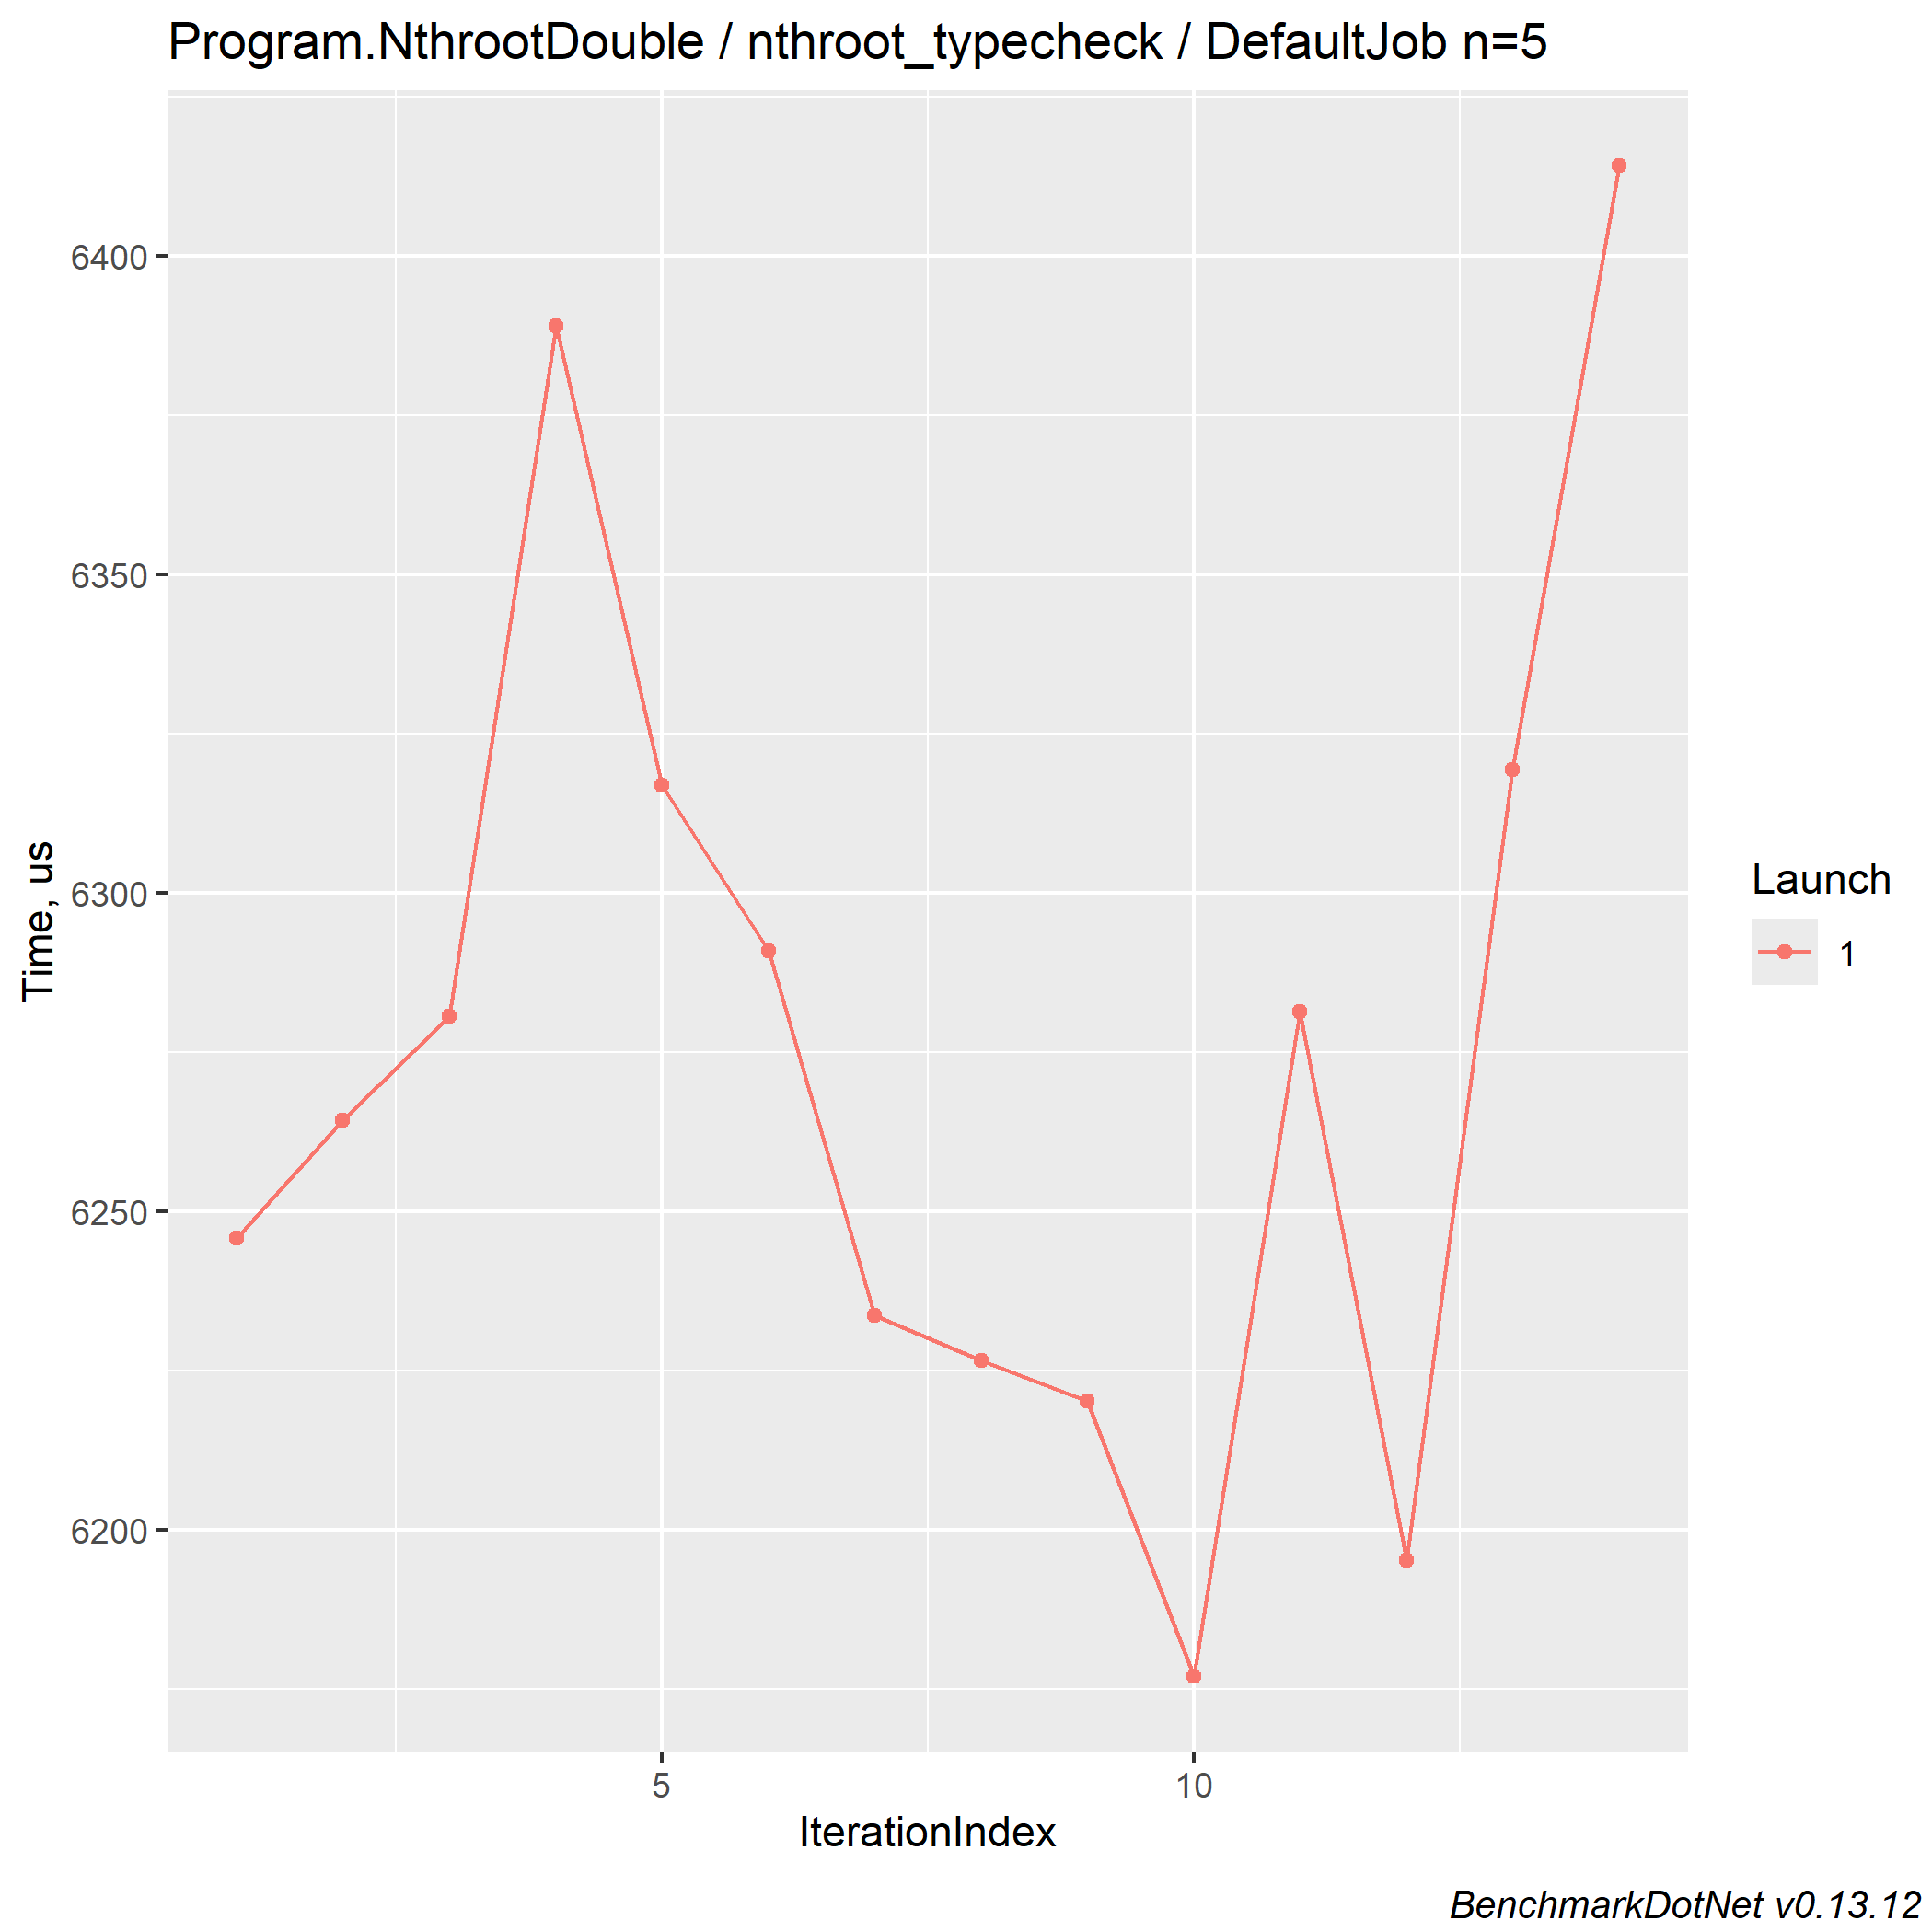 Program.NthrootDouble / nthroot_typecheck / DefaultJob n=5
6400
6350
6300
6250
6200
Time, us
5
10
IterationIndex
Launch
1
BenchmarkDotNet v0.13.12